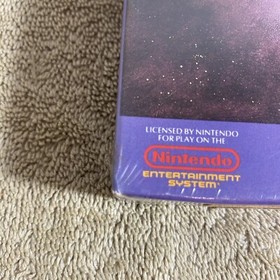 LICENSED BY NINTENDO
FOR PLAY ON THE
Nintendo
ENTERTAINMENT
SYSTEM